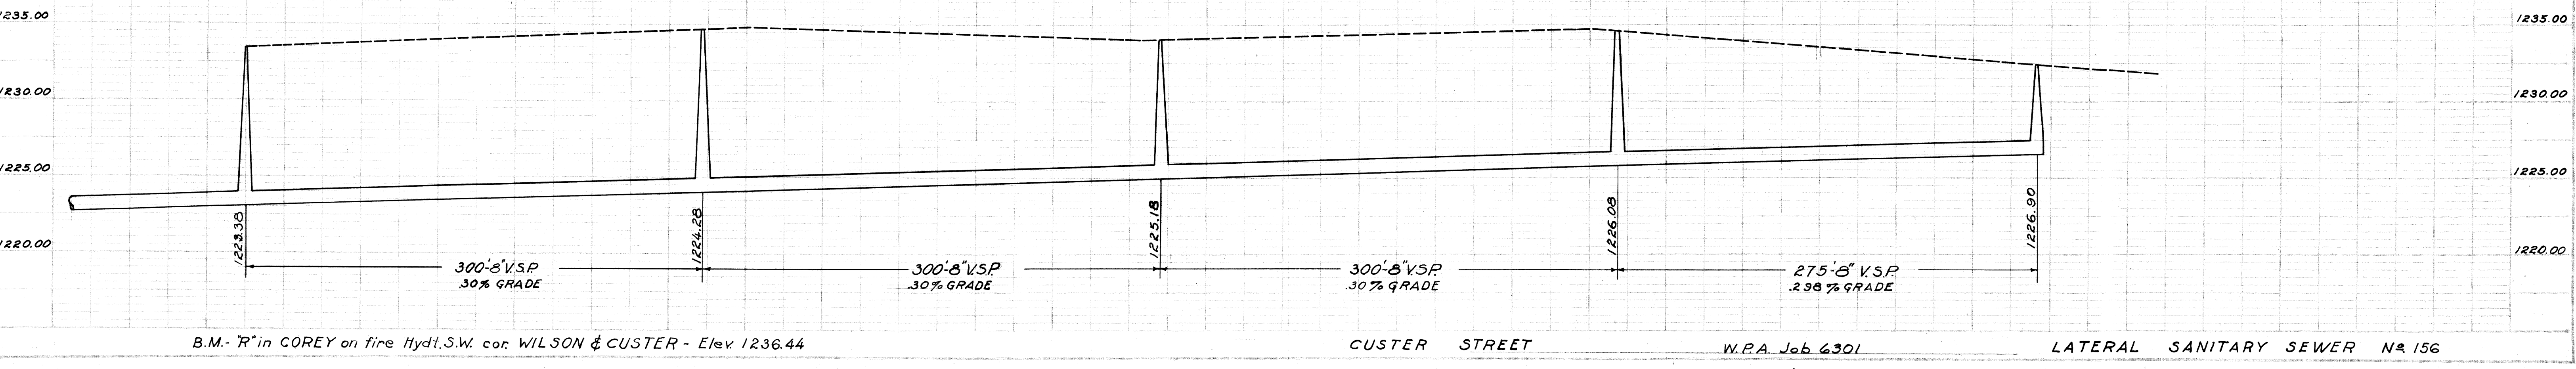 1235.00
1235.00
1230.00
1230.00
1225.00
1225.00
1220.00
1220.00
1223.38
1224.28
1225.18
1226.08
1226.90
300'-8" V.S.P.
.30% GRADE
300'-8" V.S.P.
.30% GRADE
300'-8" V.S.P.
.30% GRADE
275'-8" V.S.P.
.298% GRADE
B.M.- "R" in COREY on fire Hydt. S.W. cor. WILSON & CUSTER - Elev. 1236.44
CUSTER STREET
W.P.A. Job 6301
LATERAL SANITARY SEWER No 156